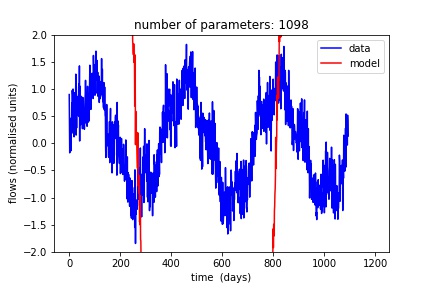 number of parameters: 1098
2.0
1.5
1.0
0.5
0.0
−0.5
−1.0
−1.5
−2.0
flows (normalised units)
data
model
0 200 400 600 800 1000 1200
time (days)